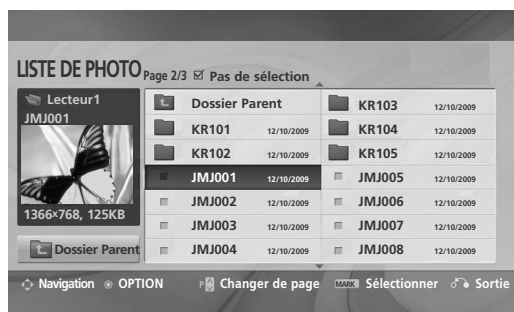 LISTE DE PHOTO Page 2/3 Pas de sélection
Lecteur1
JMJ001
1366×768, 125KB
Dossier Parent
Dossier Parent
KR101 12/10/2009
KR102 12/10/2009
JMJ001 12/10/2009
JMJ002 12/10/2009
JMJ003 12/10/2009
JMJ004 12/10/2009
KR103 12/10/2009
KR104 12/10/2009
KR105 12/10/2009
JMJ005 12/10/2009
JMJ006 12/10/2009
JMJ007 12/10/2009
JMJ008 12/10/2009
Navigation OPTION P Changer de page MARK Sélectionner Sortie